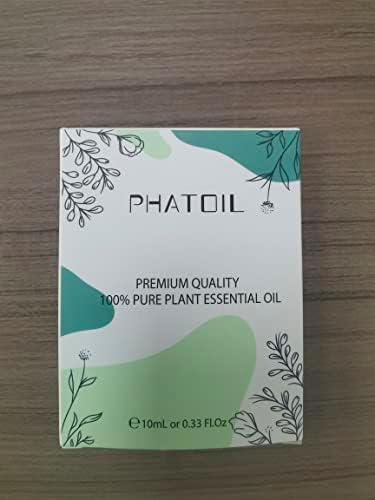 PHATOIL
PREMIUM QUALITY
100% PURE PLANT ESSENTIAL OIL
℮10mL or 0.33 Fl.Oz